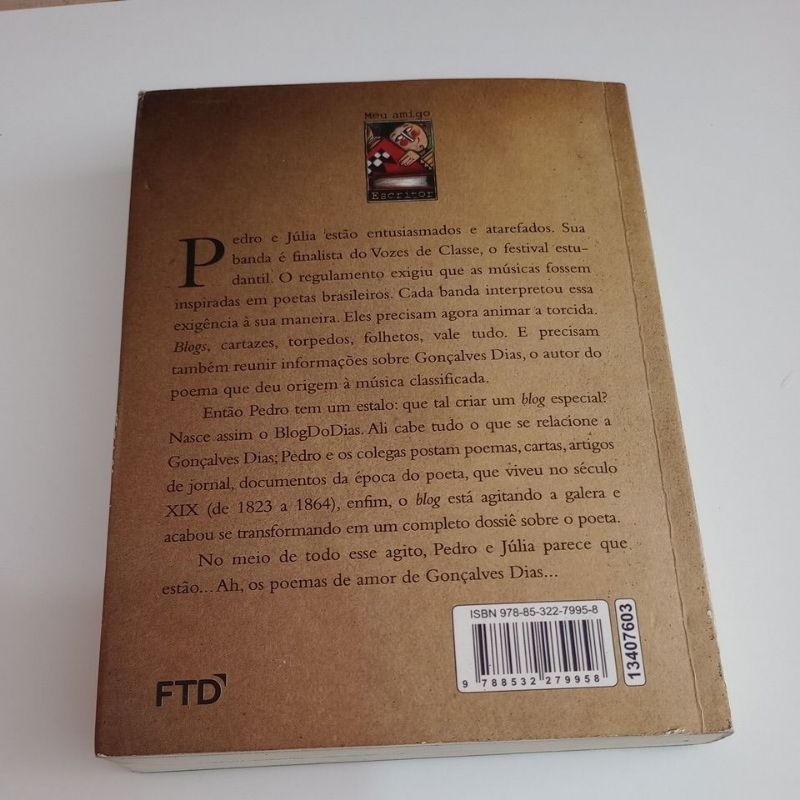 Meu amigo
Escritor
Pedro e Júlia estão entusiasmados e atarefados. Sua
banda é finalista do Vozes de Classe, o festival estu-
dantil. O regulamento exigiu que as músicas fossem
inspiradas em poetas brasileiros. Cada banda interpretou essa
exigência à sua maneira. Eles precisam agora animar a torcida.
Blogs, cartazes, torpedos, folhetos, vale tudo. E precisam
também reunir informações sobre Gonçalves Dias, o autor do
poema que deu origem à música classificada.
Então Pedro tem um estalo: que tal criar um blog especial?
Nasce assim o BlogDoDias. Ali cabe tudo o que se relacione a
Gonçalves Dias; Pedro e os colegas postam poemas, cartas, artigos
de jornal, documentos da época do poeta, que viveu no século
XIX (de 1823 a 1864), enfim, o blog está agitando a galera e
acabou se transformando em um completo dossiê sobre o poeta.
No meio de todo esse agito, Pedro e Júlia parece que
estão... Ah, os poemas de amor de Gonçalves Dias...
ISBN 978-85-322-7995-8
9 788532 279958
13407603
FTD